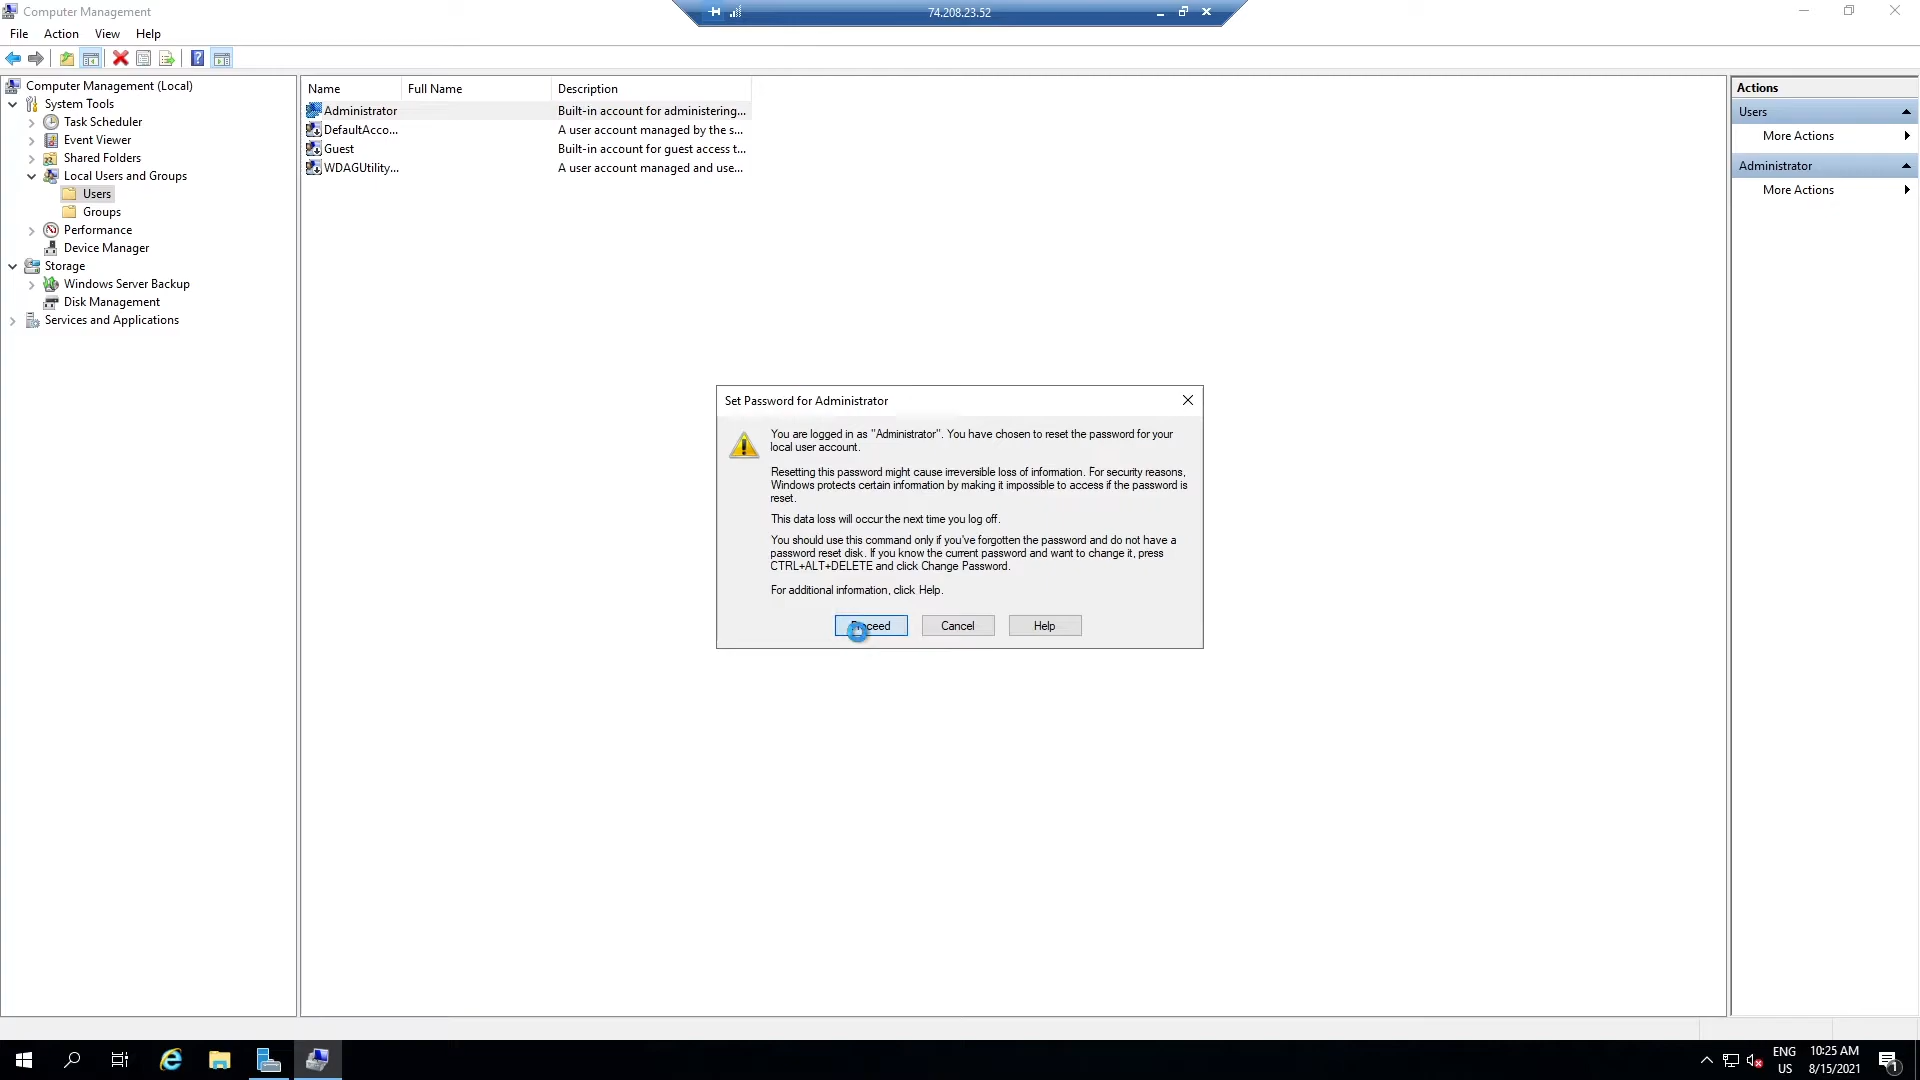 Computer Management
74.208.23.52
File Action View Help
Computer Management (Local)
System Tools
Task Scheduler
Event Viewer
Shared Folders
Local Users and Groups
Users
Groups
Performance
Device Manager
Storage
Windows Server Backup
Disk Management
Services and Applications
Name Full Name Description
Administrator Built-in account for administering...
DefaultAcco... A user account managed by the s...
Guest Built-in account for guest access t...
WDAGUtility... A user account managed and use...
Actions
Users
More Actions
Administrator
More Actions
Set Password for Administrator
You are logged in as "Administrator". You have chosen to reset the password for your
local user account.
Resetting this password might cause irreversible loss of information. For security reasons,
Windows protects certain information by making it impossible to access if the password is
reset.
This data loss will occur the next time you log off.
You should use this command only if you've forgotten the password and do not have a
password reset disk. If you know the current password and want to change it, press
CTRL+ALT+DELETE and click Change Password.
For additional information, click Help.
Proceed Cancel Help
ENG
US
10:25 AM
8/15/2021
1